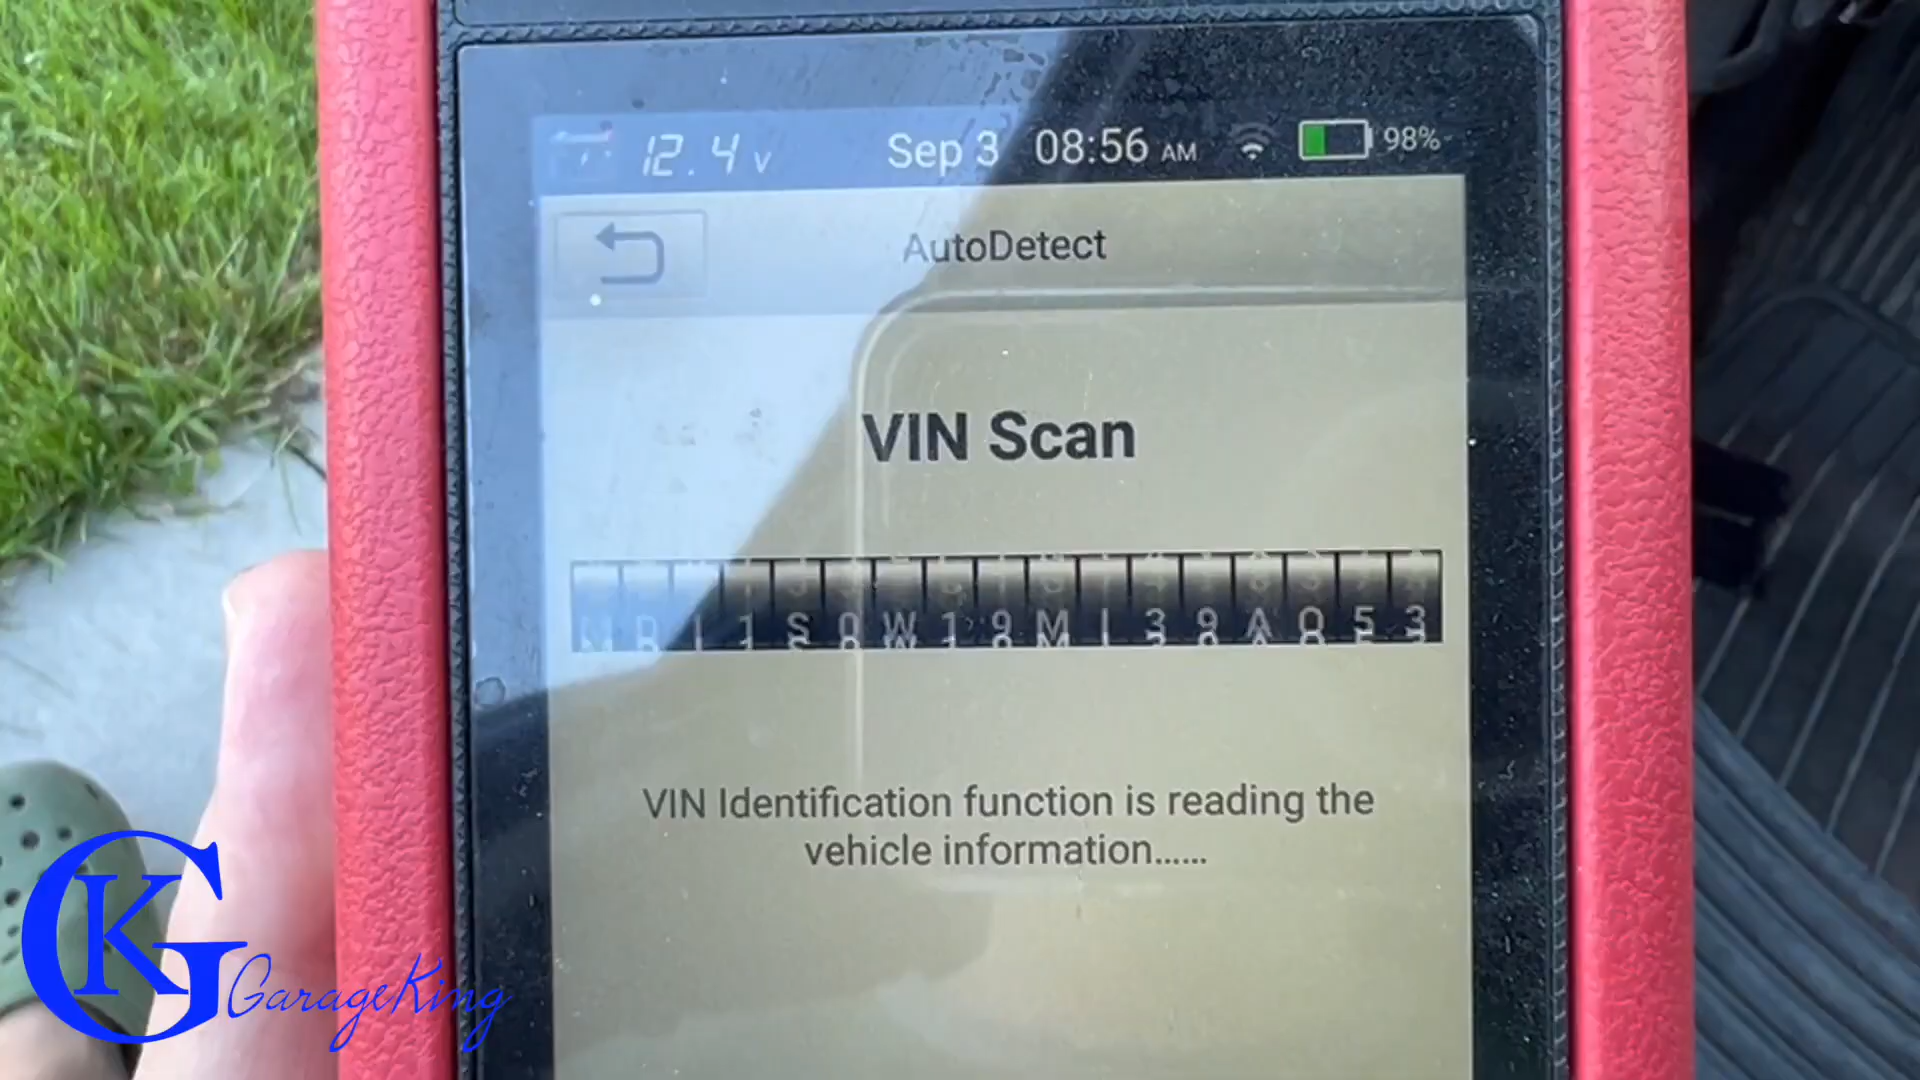 12.4 V Sep 3 08:56 AM 98%
AutoDetect
VIN Scan
VIN Identification function is reading the
vehicle information......
GK GarageKing